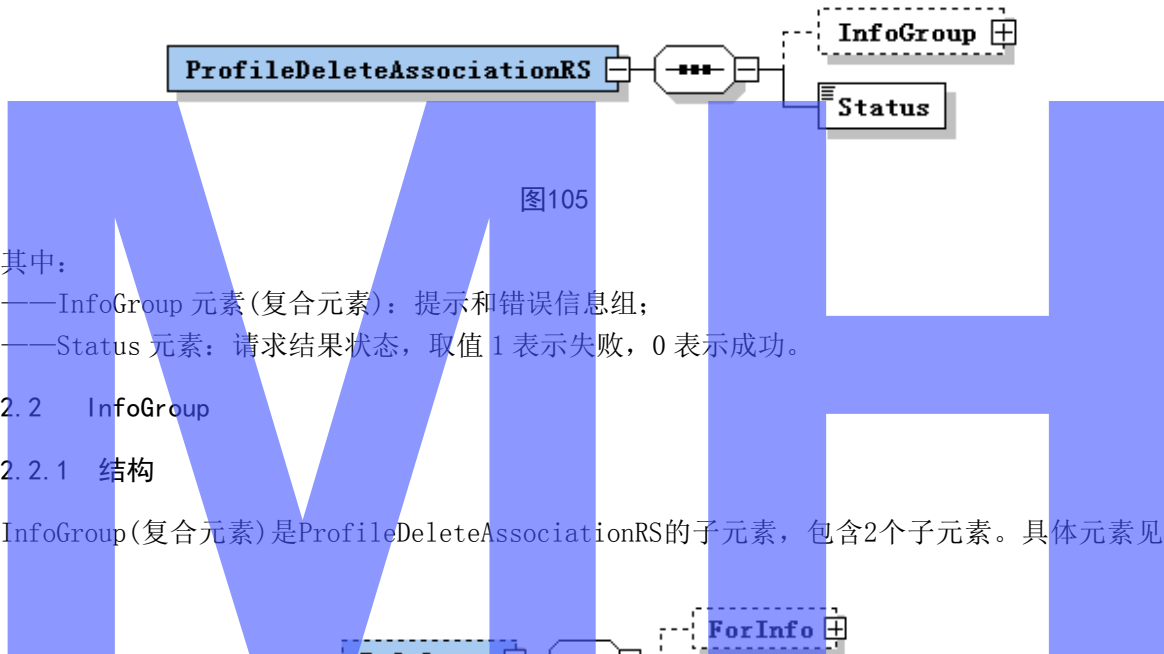 InfoGroup
ProfileDeleteAssociationRS
Status
图105
其中：
——InfoGroup 元素(复合元素)：提示和错误信息组；
——Status 元素：请求结果状态，取值 1 表示失败，0 表示成功。
2.2 InfoGroup
2.2.1 结构
InfoGroup(复合元素)是ProfileDeleteAssociationRS的子元素，包含2个子元素。具体元素见
ForInfo
MH